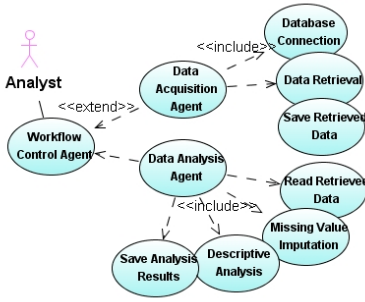 Database
Connection
<<include>>
Data
Acquisition
Agent
Data Retrieval
Analyst
<<extend>>
Save Retrieved
Data
Workflow
Control Agent
Data Analysis
Agent
Read Retrieved
Data
<<include>>
Missing Value
Imputation
Save Analysis
Results
Descriptive
Analysis